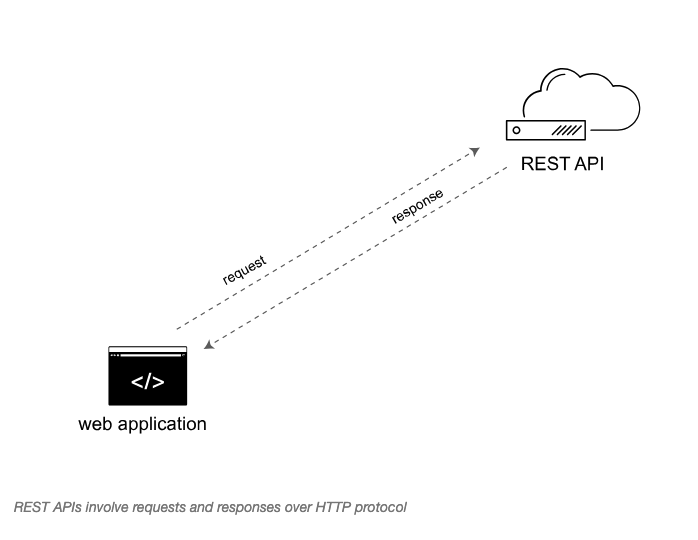 REST API
response
request
</>
web application
REST APIs involve requests and responses over HTTP protocol